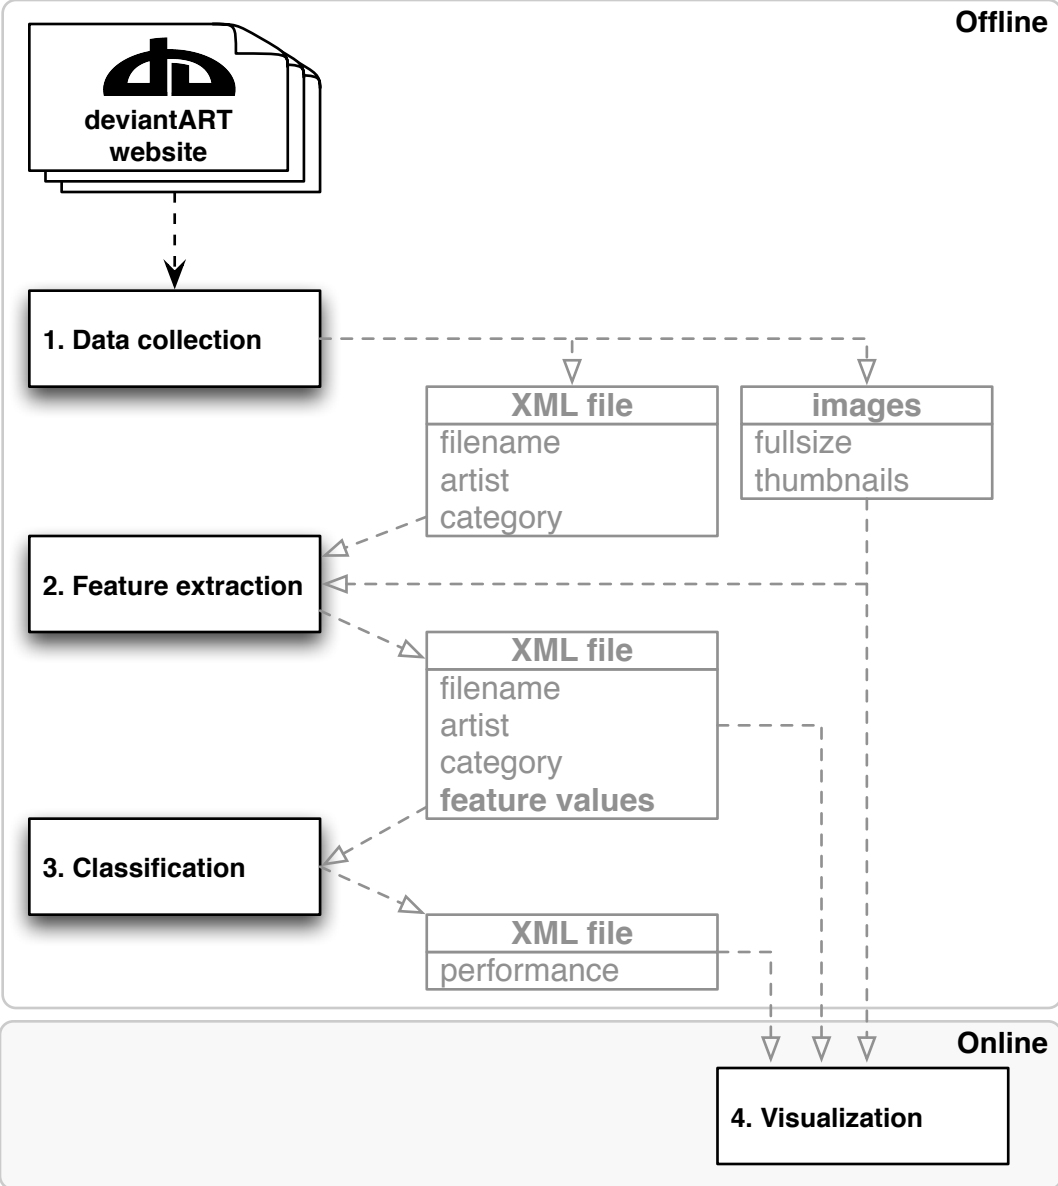 Offline
deviantART
website
1. Data collection
XML file
filename
artist
category
images
fullsize
thumbnails
2. Feature extraction
XML file
filename
artist
category
feature values
3. Classification
XML file
performance
Online
4. Visualization